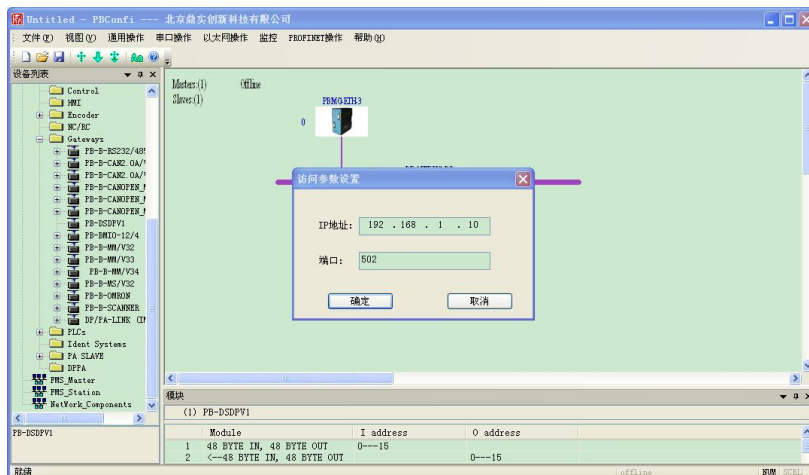 Untitled - PBConfi --- 北京鼎实创新科技有限公司
文件(F) 视图(V) 通用操作 串口操作 以太网操作 监控 PROFINET操作 帮助(H)
设备列表
Control
HMI
Encoder
NC/RC
Gateways
PB-B-RS232/485
PB-B-CAN2.0A/
PB-B-CAN2.0A/
PB-B-CANOPEN_
PB-B-CANOPEN_
PB-B-CANOPEN_
PB-DSDPV1
PB-BMIO-12/4
PB-B-MM/V32
PB-B-MM/V33
PB-B-MM/V34
PB-B-MS/V32
PB-B-OMRON
PB-B-SCANNER
DP/PA-LINK (I
PLCs
Ident Systems
PA SLAVE
DPPA
FMS_Master
FMS_Station
NetWork_Components
PB-DSDPV1
Masters:(1) Offline
Slaves:(1)
PBMG-ETH-3
0
访问参数设置
IP地址: 192 . 168 . 1 . 10
端口: 502
确定 取消
模块
(1) PB-DSDPV1
Module I address O address
1 48 BYTE IN, 48 BYTE OUT 0---15
2 <--48 BYTE IN, 48 BYTE OUT 0---15
就绪 offline NUM SCRL